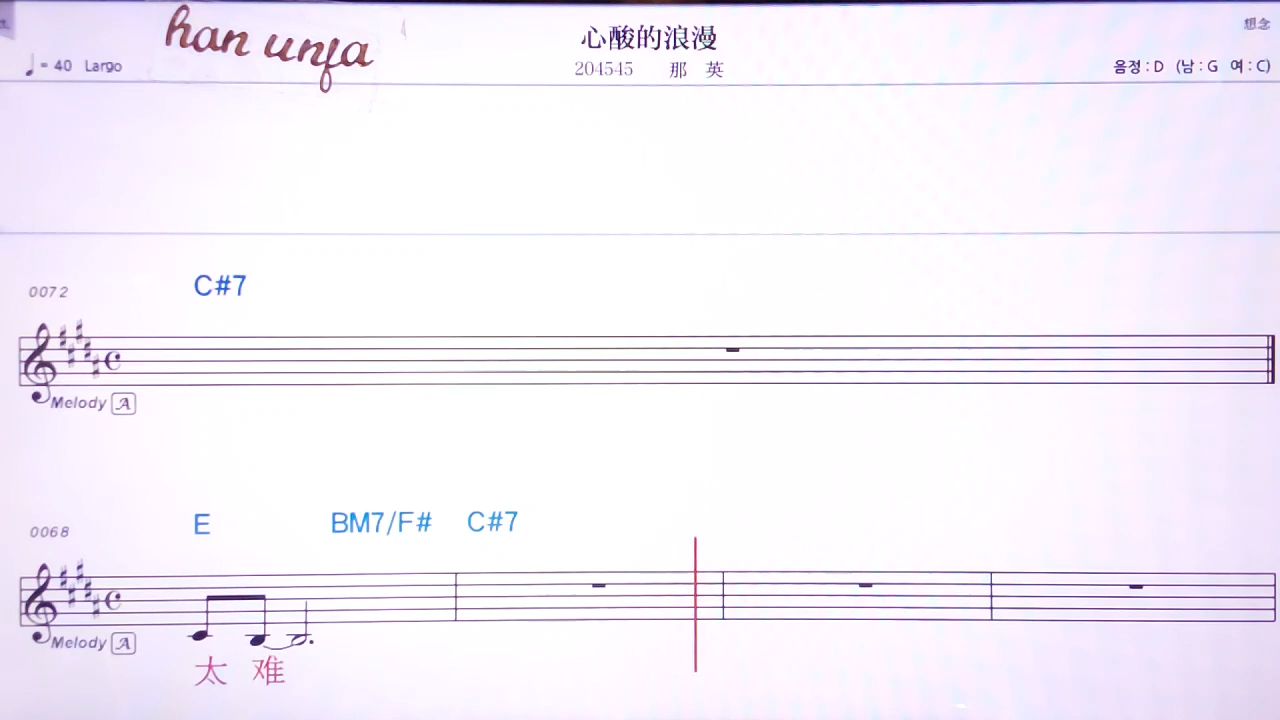 han unfa
心酸的浪漫
想念
♩= 40 Largo
204545 那 英
음정 : D (남 : G 여 : C)
0072
C#7
Melody A
0068
E BM7/F# C#7
Melody A
太 难